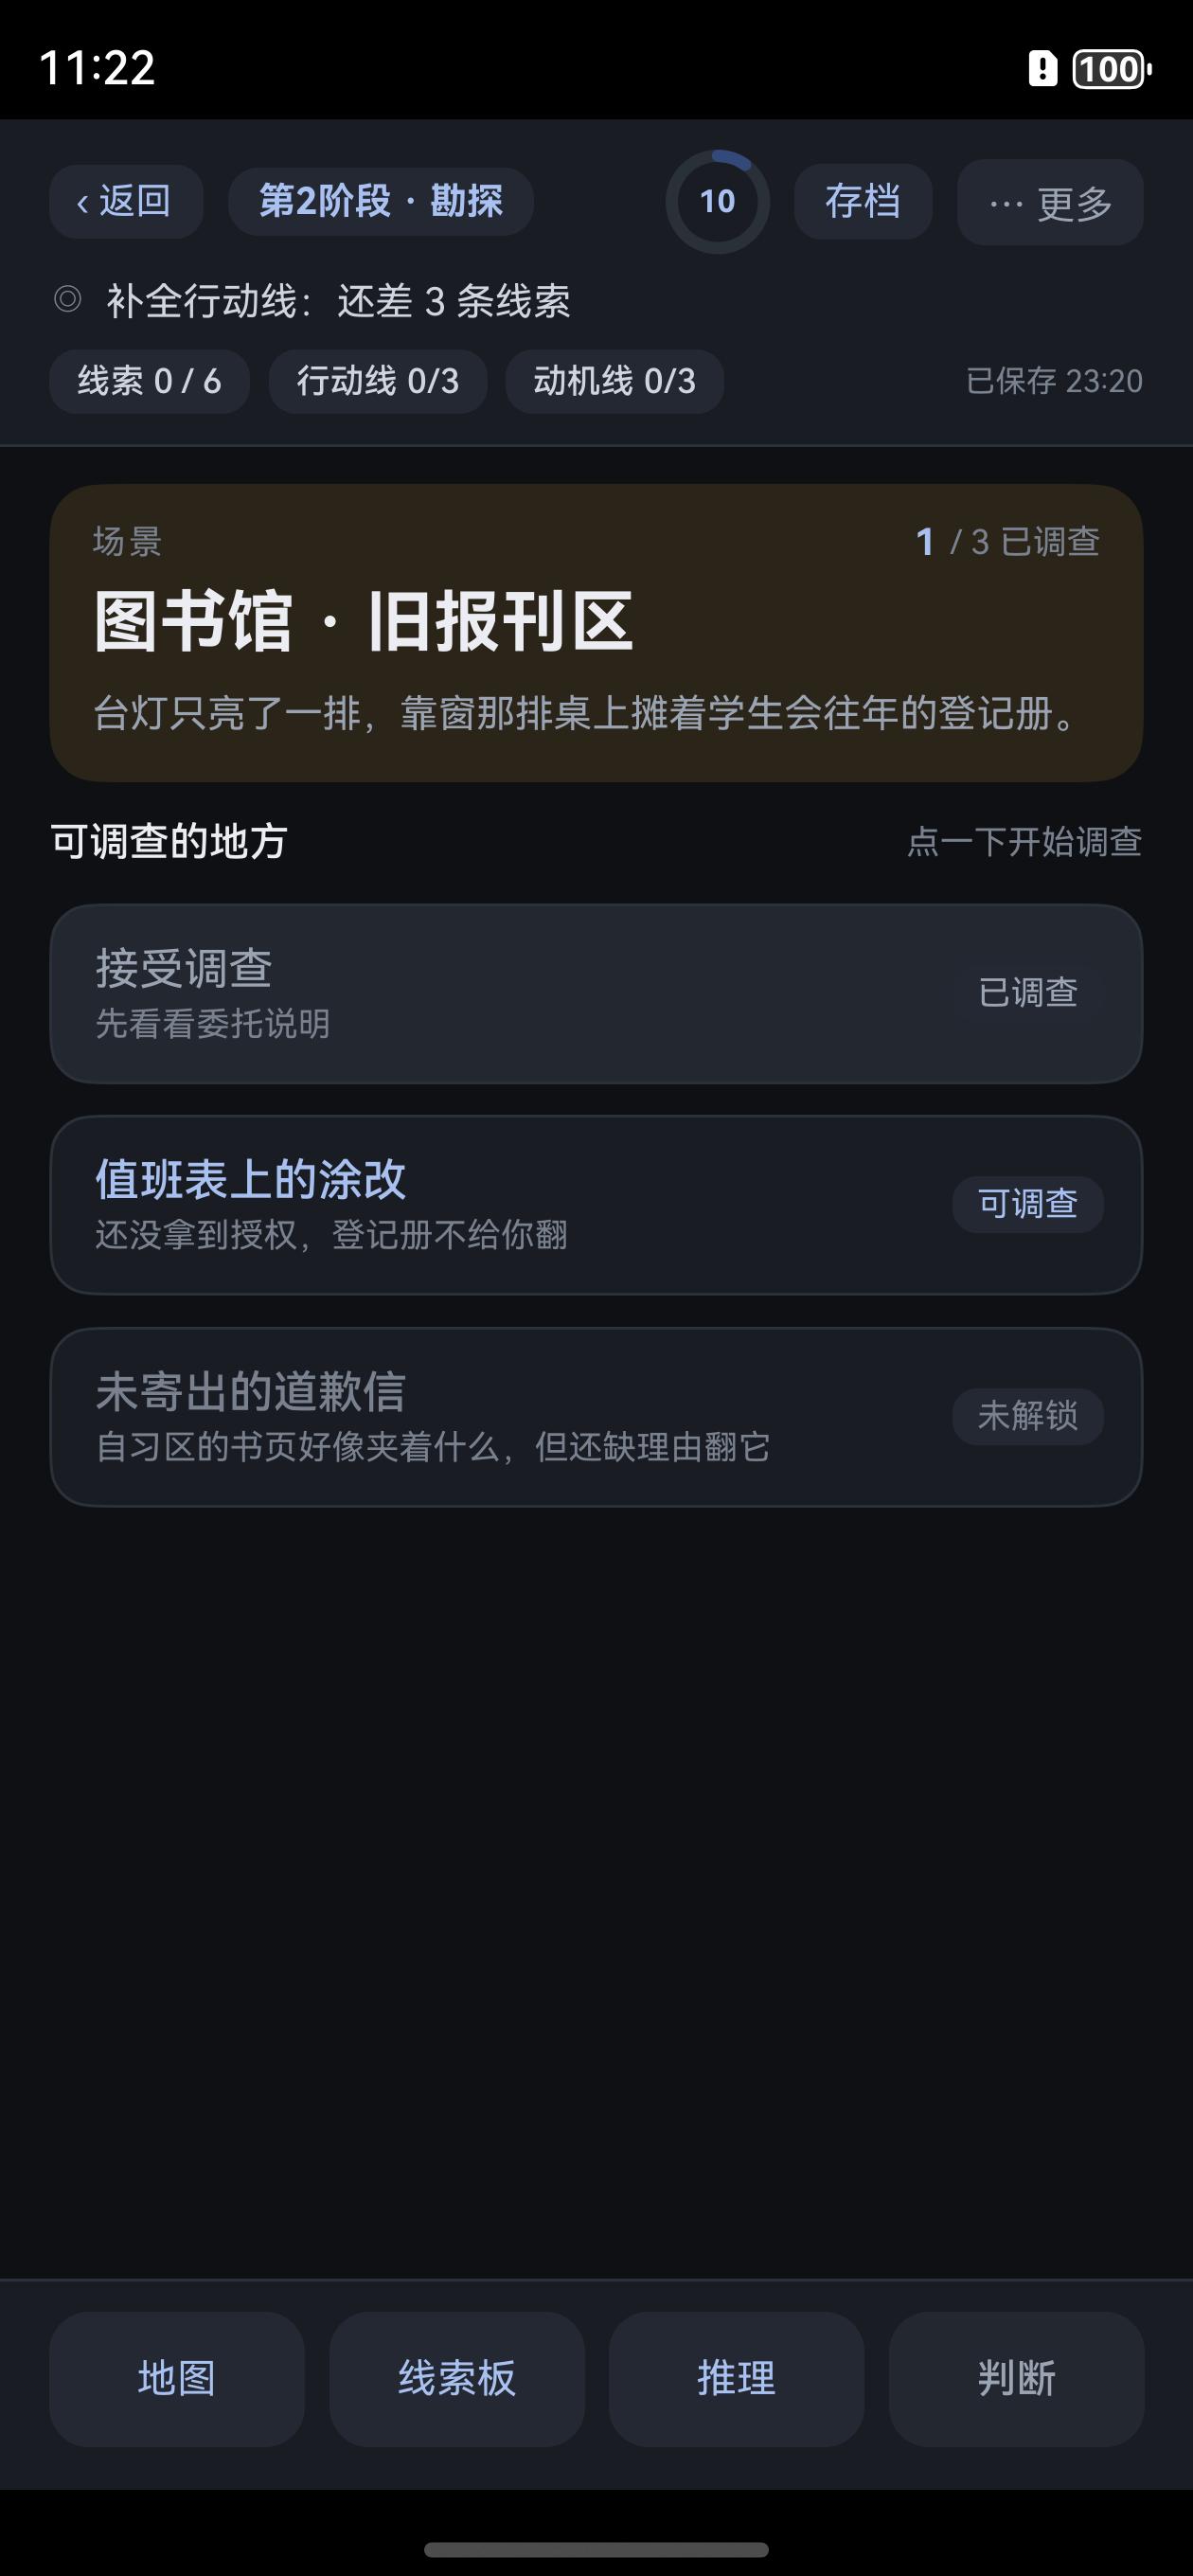 11:22
100
‹ 返回
第2阶段 · 勘探
10
存档
··· 更多
◎ 补全行动线：还差 3 条线索
线索 0 / 6
行动线 0/3
动机线 0/3
已保存 23:20
场景
1 / 3 已调查
图书馆 · 旧报刊区
台灯只亮了一排，靠窗那排桌上摊着学生会往年的登记册。
可调查的地方
点一下开始调查
接受调查
已调查
先看看委托说明
值班表上的涂改
可调查
还没拿到授权，登记册不给你翻
未寄出的道歉信
未解锁
自习区的书页好像夹着什么，但还缺理由翻它
地图
线索板
推理
判断